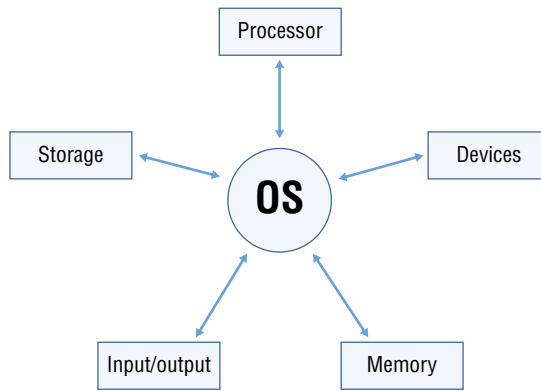 Processor
Storage
Devices
OS
Input/output
Memory